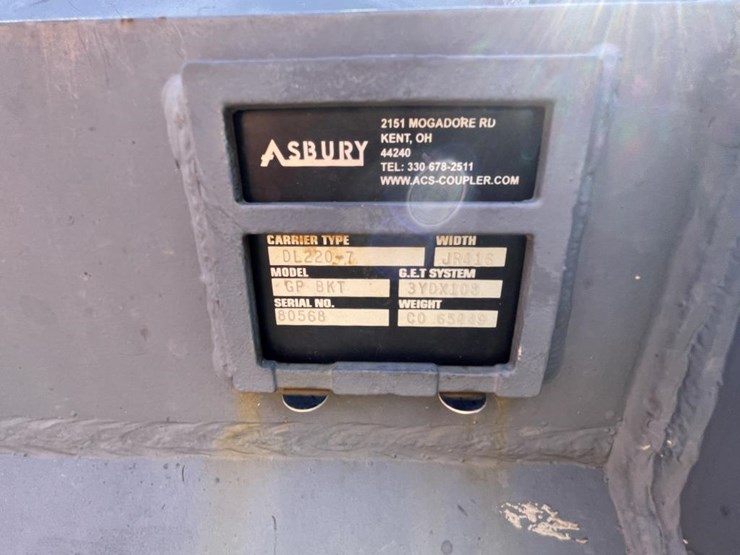 ASBURY
2151 MOGADORE RD
KENT, OH
44240
TEL: 330-678-2511
WWW.ACS-COUPLER.COM
CARRIER TYPE WIDTH
DL220-7
MODEL G.E.T SYSTEM
GP BKT 3YDX108
SERIAL NO. WEIGHT
80568 CO